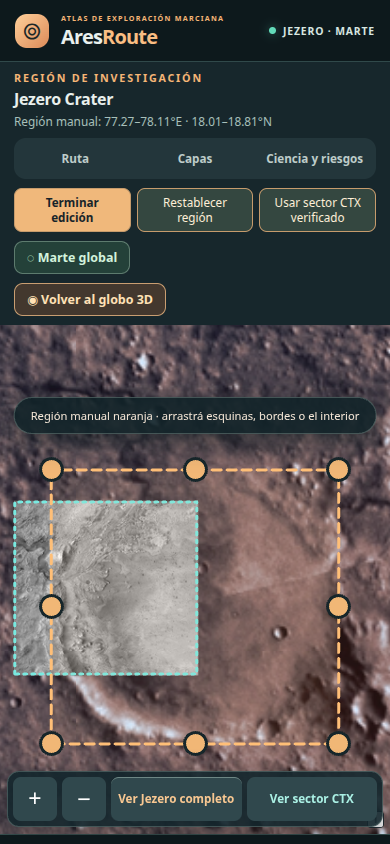 ATLAS DE EXPLORACIÓN MARCIANA
AresRoute
JEZERO · MARTE
REGIÓN DE INVESTIGACIÓN
Jezero Crater
Región manual: 77.27–78.11°E · 18.01–18.81°N
Ruta
Capas
Ciencia y riesgos
Terminar
edición
Restablecer
región
Usar sector CTX
verificado
○ Marte global
◉ Volver al globo 3D
Región manual naranja · arrastrá esquinas, bordes o el interior
+
−
Ver Jezero completo
Ver sector CTX